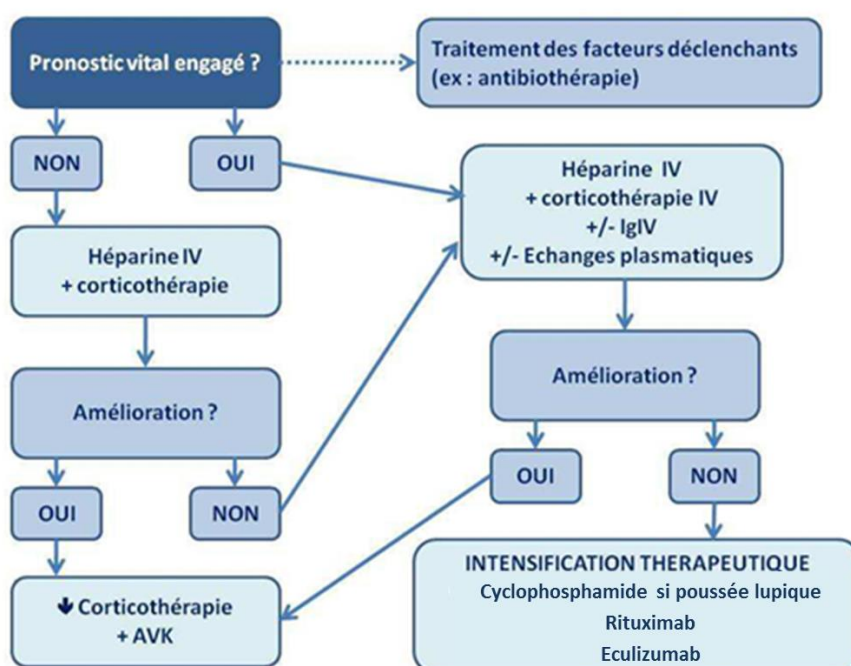 Pronostic vital engagé ?
Traitement des facteurs déclenchants
(ex : antibiothérapie)
NON
OUI
Héparine IV
+ corticothérapie IV
+/- IgIV
+/- Echanges plasmatiques
Héparine IV
+ corticothérapie
Amélioration ?
Amélioration ?
OUI
NON
OUI
NON
INTENSIFICATION THERAPEUTIQUE
Cyclophosphamide si poussée lupique
Rituximab
Eculizumab
↓ Corticothérapie
+ AVK